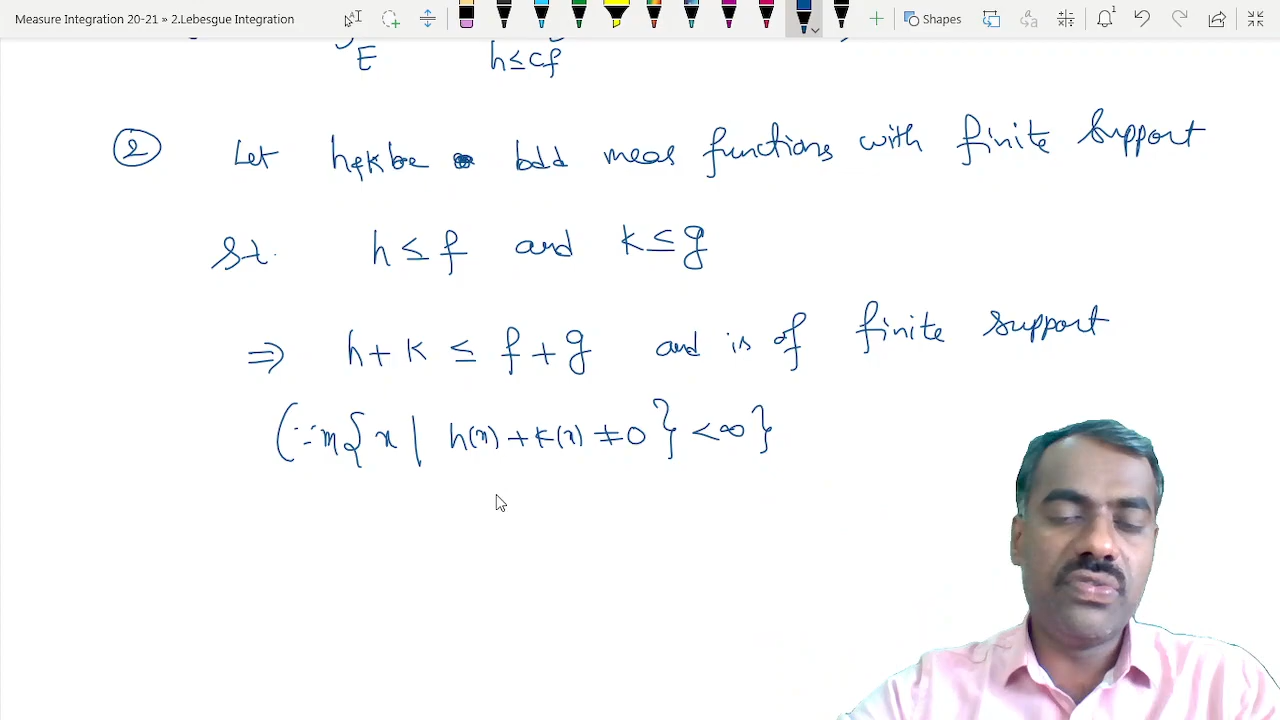 Measure Integration 20-21 » 2.Lebesgue Integration
Shapes
E h≤cf
② Let h & k be bdd meas functions with finite support
St. h ≤ f and k ≤ g
⇒ h + k ≤ f + g and is of finite support
(∵ m{x | h(x) + k(x) ≠ 0} < ∞}